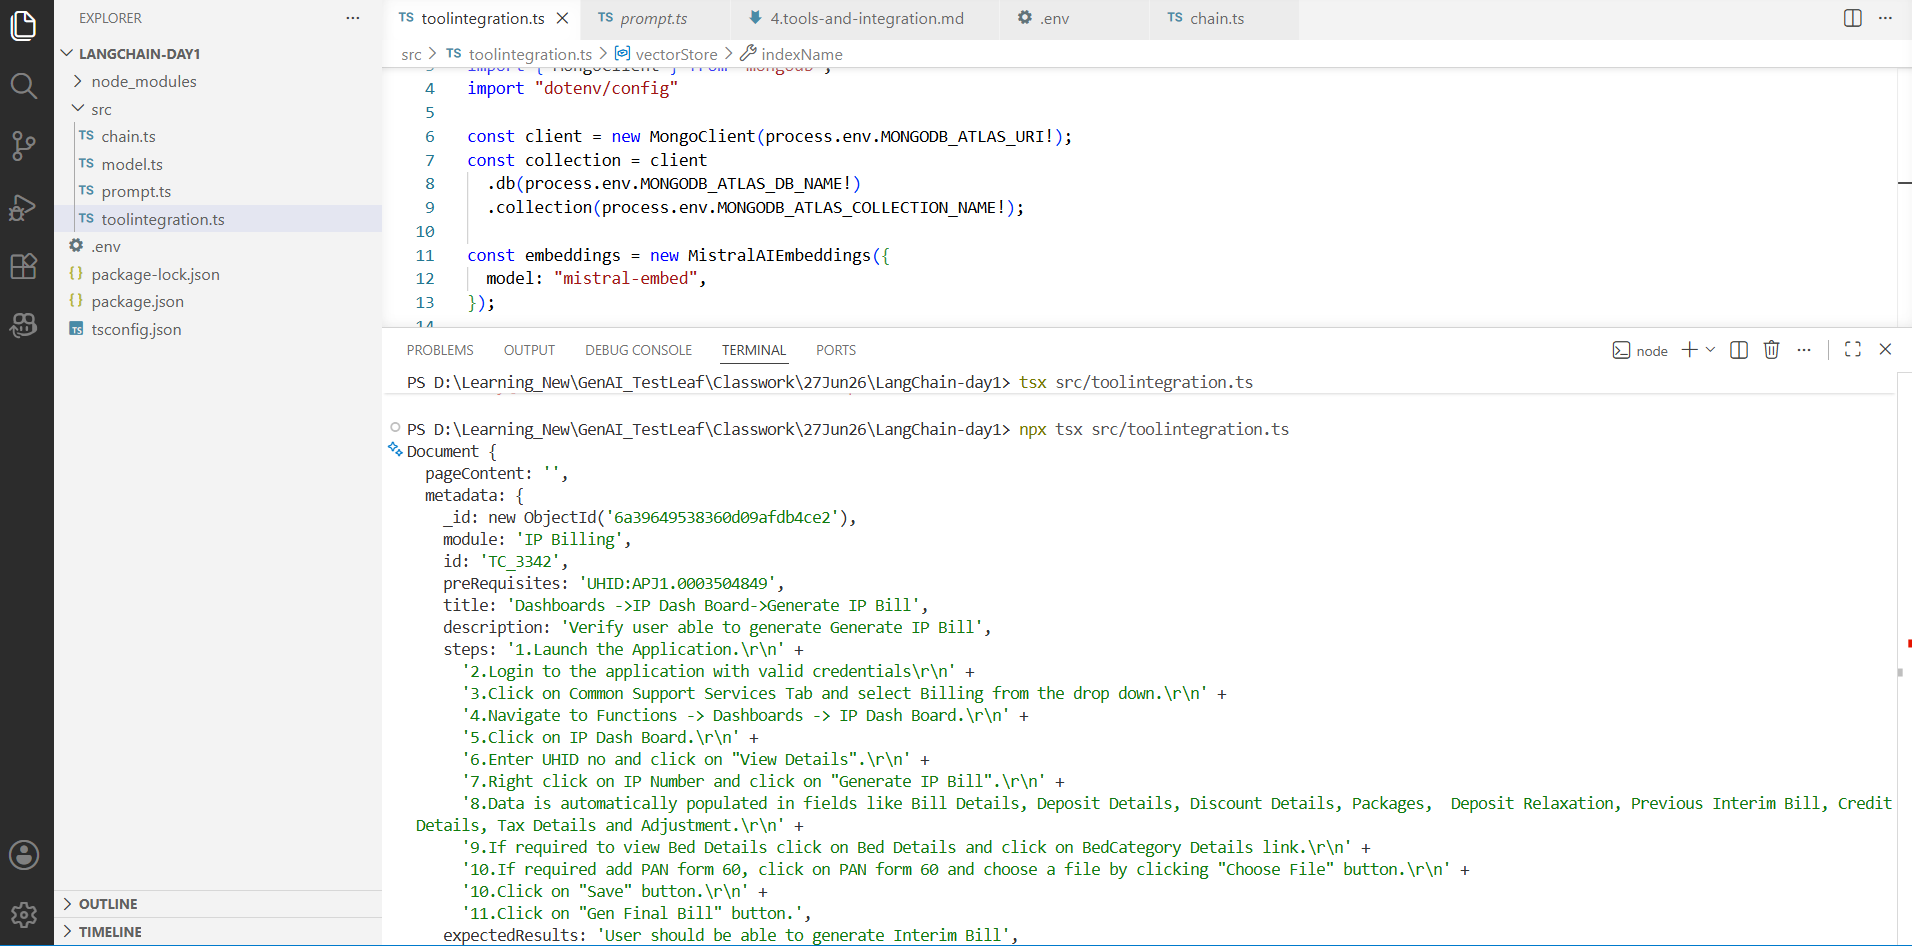 EXPLORER
LANGCHAIN-DAY1
node_modules
src
TS chain.ts
TS model.ts
TS prompt.ts
TS toolintegration.ts
.env
{} package-lock.json
{} package.json
TS tsconfig.json
OUTLINE
TIMELINE
TS toolintegration.ts
TS prompt.ts
4.tools-and-integration.md
.env
TS chain.ts
src > TS toolintegration.ts > vectorStore > indexName
3 import { MongoClient } from "mongodb";
4 import "dotenv/config"
5
6 const client = new MongoClient(process.env.MONGODB_ATLAS_URI!);
7 const collection = client
8 .db(process.env.MONGODB_ATLAS_DB_NAME!)
9 .collection(process.env.MONGODB_ATLAS_COLLECTION_NAME!);
10
11 const embeddings = new MistralAIEmbeddings({
12 model: "mistral-embed",
13 });
14
PROBLEMS OUTPUT DEBUG CONSOLE TERMINAL PORTS
node
PS D:\Learning_New\GenAI_TestLeaf\Classwork\27Jun26\LangChain-day1> tsx src/toolintegration.ts
PS D:\Learning_New\GenAI_TestLeaf\Classwork\27Jun26\LangChain-day1> npx tsx src/toolintegration.ts
Document {
pageContent: '',
metadata: {
_id: new ObjectId('6a39649538360d09afdb4ce2'),
module: 'IP Billing',
id: 'TC_3342',
preRequisites: 'UHID:APJ1.0003504849',
title: 'Dashboards ->IP Dash Board->Generate IP Bill',
description: 'Verify user able to generate Generate IP Bill',
steps: '1.Launch the Application.\r\n' +
'2.Login to the application with valid credentials\r\n' +
'3.Click on Common Support Services Tab and select Billing from the drop down.\r\n' +
'4.Navigate to Functions -> Dashboards -> IP Dash Board.\r\n' +
'5.Click on IP Dash Board.\r\n' +
'6.Enter UHID no and click on "View Details".\r\n' +
'7.Right click on IP Number and click on "Generate IP Bill".\r\n' +
'8.Data is automatically populated in fields like Bill Details, Deposit Details, Discount Details, Packages,  Deposit Relaxation, Previous Interim Bill, Credit
Details, Tax Details and Adjustment.\r\n' +
'9.If required to view Bed Details click on Bed Details and click on BedCategory Details link.\r\n' +
'10.If required add PAN form 60, click on PAN form 60 and choose a file by clicking "Choose File" button.\r\n' +
'10.Click on "Save" button.\r\n' +
'11.Click on "Gen Final Bill" button.',
expectedResults: 'User should be able to generate Interim Bill',